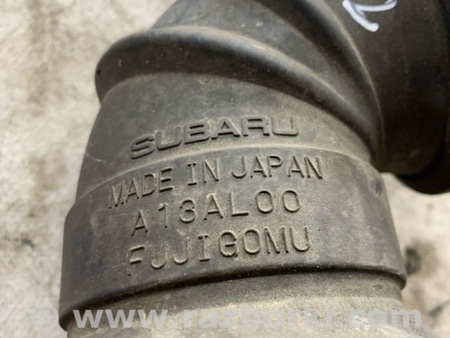 SUBARU
MADE IN JAPAN
A13AL00
FUJIGOMU
www.razborki.com